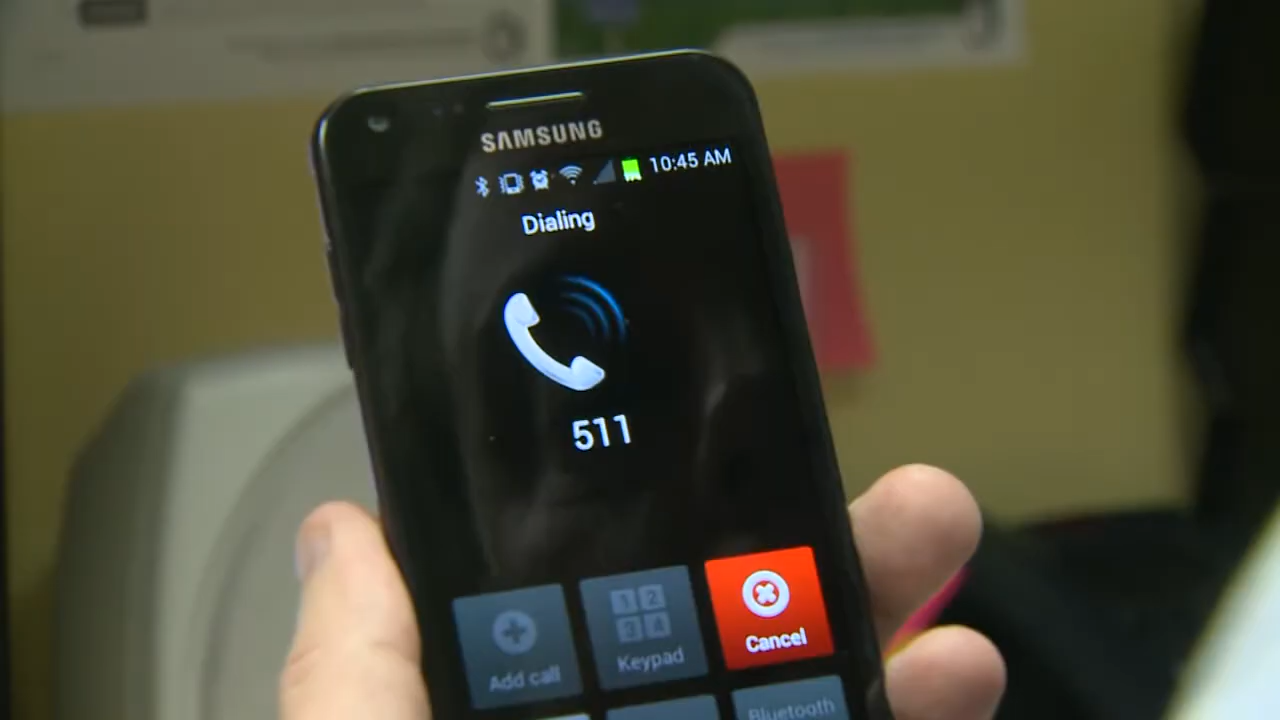 SAMSUNG
10:45 AM
Dialing
511
1 2
3 4
Add call
Keypad
Cancel
Bluetooth